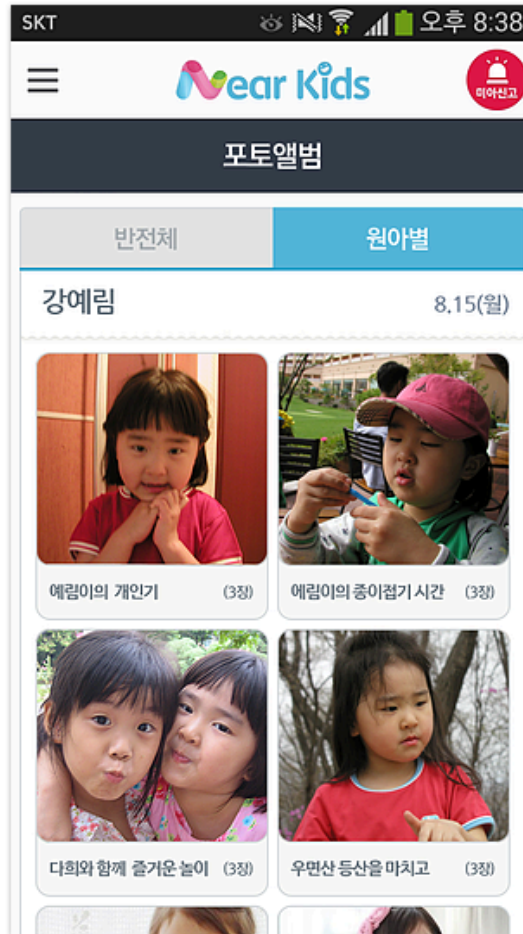 SKT 오후 8:38
Near Kids
미아신고
포토앨범
반전체 원아별
강예림 8.15(월)
예림이의 개인기 (3장)
에림이의 종이접기 시간 (3장)
다희와 함께 즐거운 놀이 (3장)
우면산 등산을 마치고 (3장)